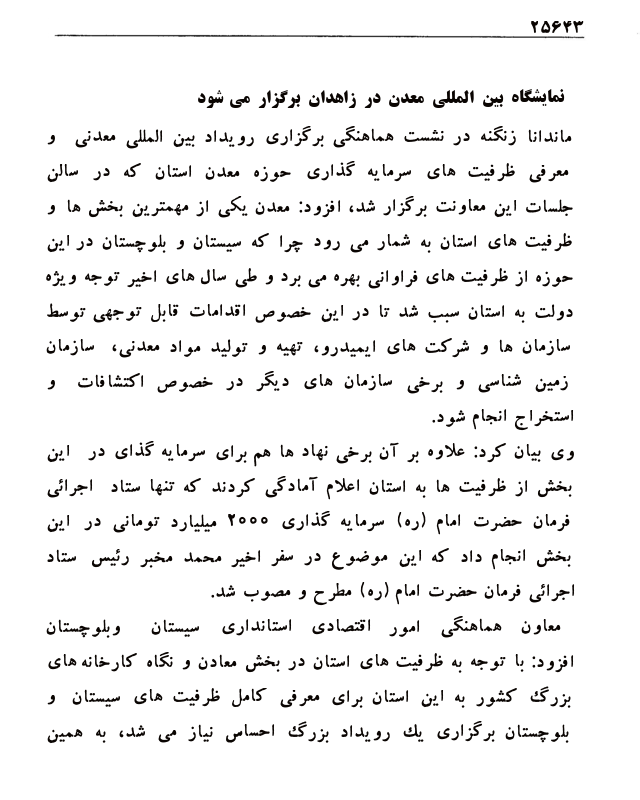 ۲۵۶۴۳
نمایشگاه بین المللی معدن در زاهدان برگزار می شود
ماندانا زنگنه در نشست هماهنگی برگزاری رویداد بین المللی معدنی و
معرفی ظرفیت های سرمایه گذاری حوزه معدن استان که در سالن
جلسات این معاونت برگزار شد، افزود: معدن یکی از مهمترین بخش ها و
ظرفیت های استان به شمار می رود چرا که سیستان و بلوچستان در این
حوزه از ظرفیت های فراوانی بهره می برد و طی سال های اخیر توجه ویژه
دولت به استان سبب شد تا در این خصوص اقدامات قابل توجهی توسط
سازمان ها و شرکت های ایمیدرو، تهیه و تولید مواد معدنی، سازمان
زمین شناسی و برخی سازمان های دیگر در خصوص اکتشافات و
استخراج انجام شود.
وی بیان کرد: علاوه بر آن برخی نهاد ها هم برای سرمایه گذای در این
بخش از ظرفیت ها به استان اعلام آمادگی کردند که تنها ستاد اجرائی
فرمان حضرت امام (ره) سرمایه گذاری ۲۰۰۰ میلیارد تومانی در این
بخش انجام داد که این موضوع در سفر اخیر محمد مخبر رئیس ستاد
اجرائی فرمان حضرت امام (ره) مطرح و مصوب شد.
معاون هماهنگی امور اقتصادی استانداری سیستان وبلوچستان
افزود: با توجه به ظرفیت های استان در بخش معادن و نگاه کارخانه های
بزرگ کشور به این استان برای معرفی کامل ظرفیت های سیستان و
بلوچستان برگزاری یك رویداد بزرگ احساس نیاز می شد، به همین